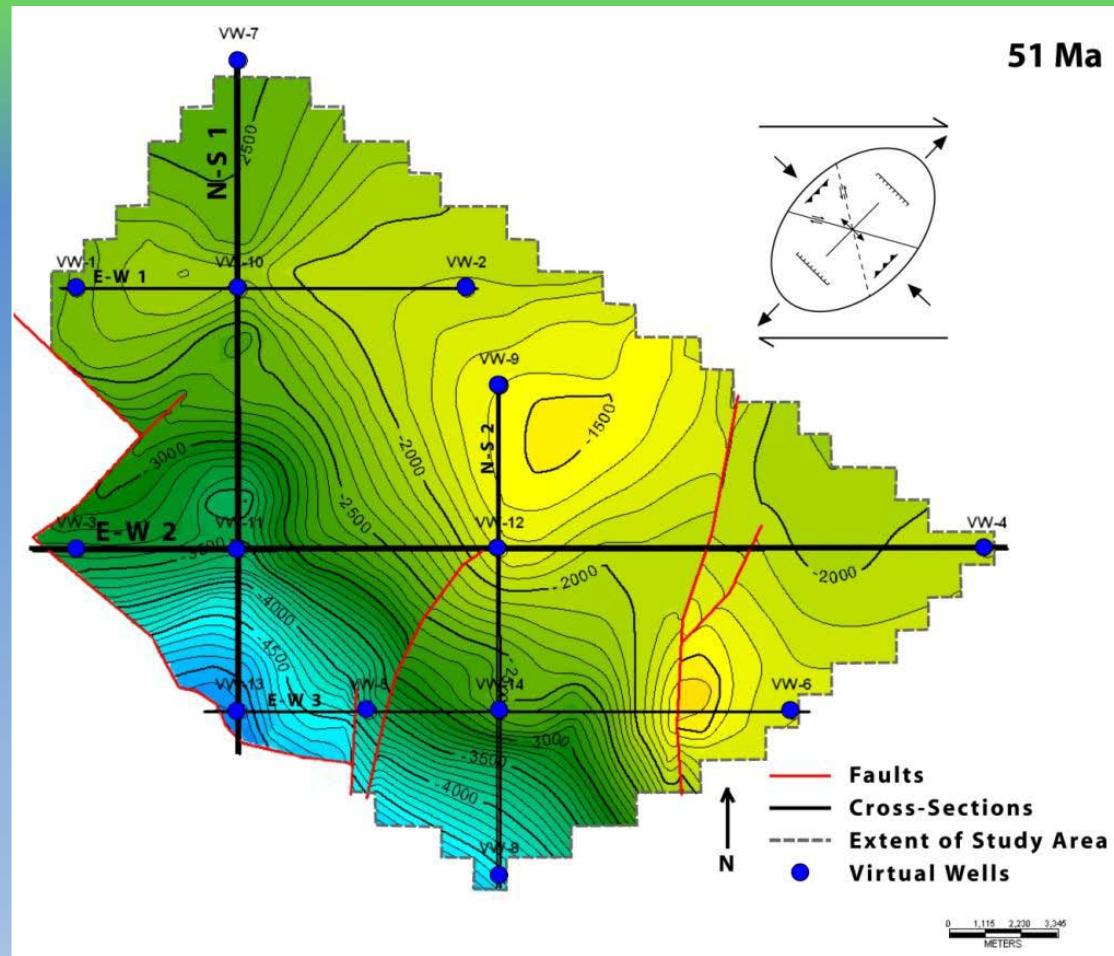 VW-7
51 Ma
N-S 1
2500
VW-1
E-W 1
VW-10
VW-2
VW-9
-1500
N-S 2
-2000
-3000
-2500
VW-3
E-W 2
VW-11
VW-12
VW-4
-3500
-2000
-2000
-4000
-4500
-2500
VW-13
E-W 3
VW-5
VW-14
VW-6
3000
-3500
-4000
VW-8
N
Faults
Cross-Sections
Extent of Study Area
Virtual Wells
0 1,115 2,230 3,345
METERS